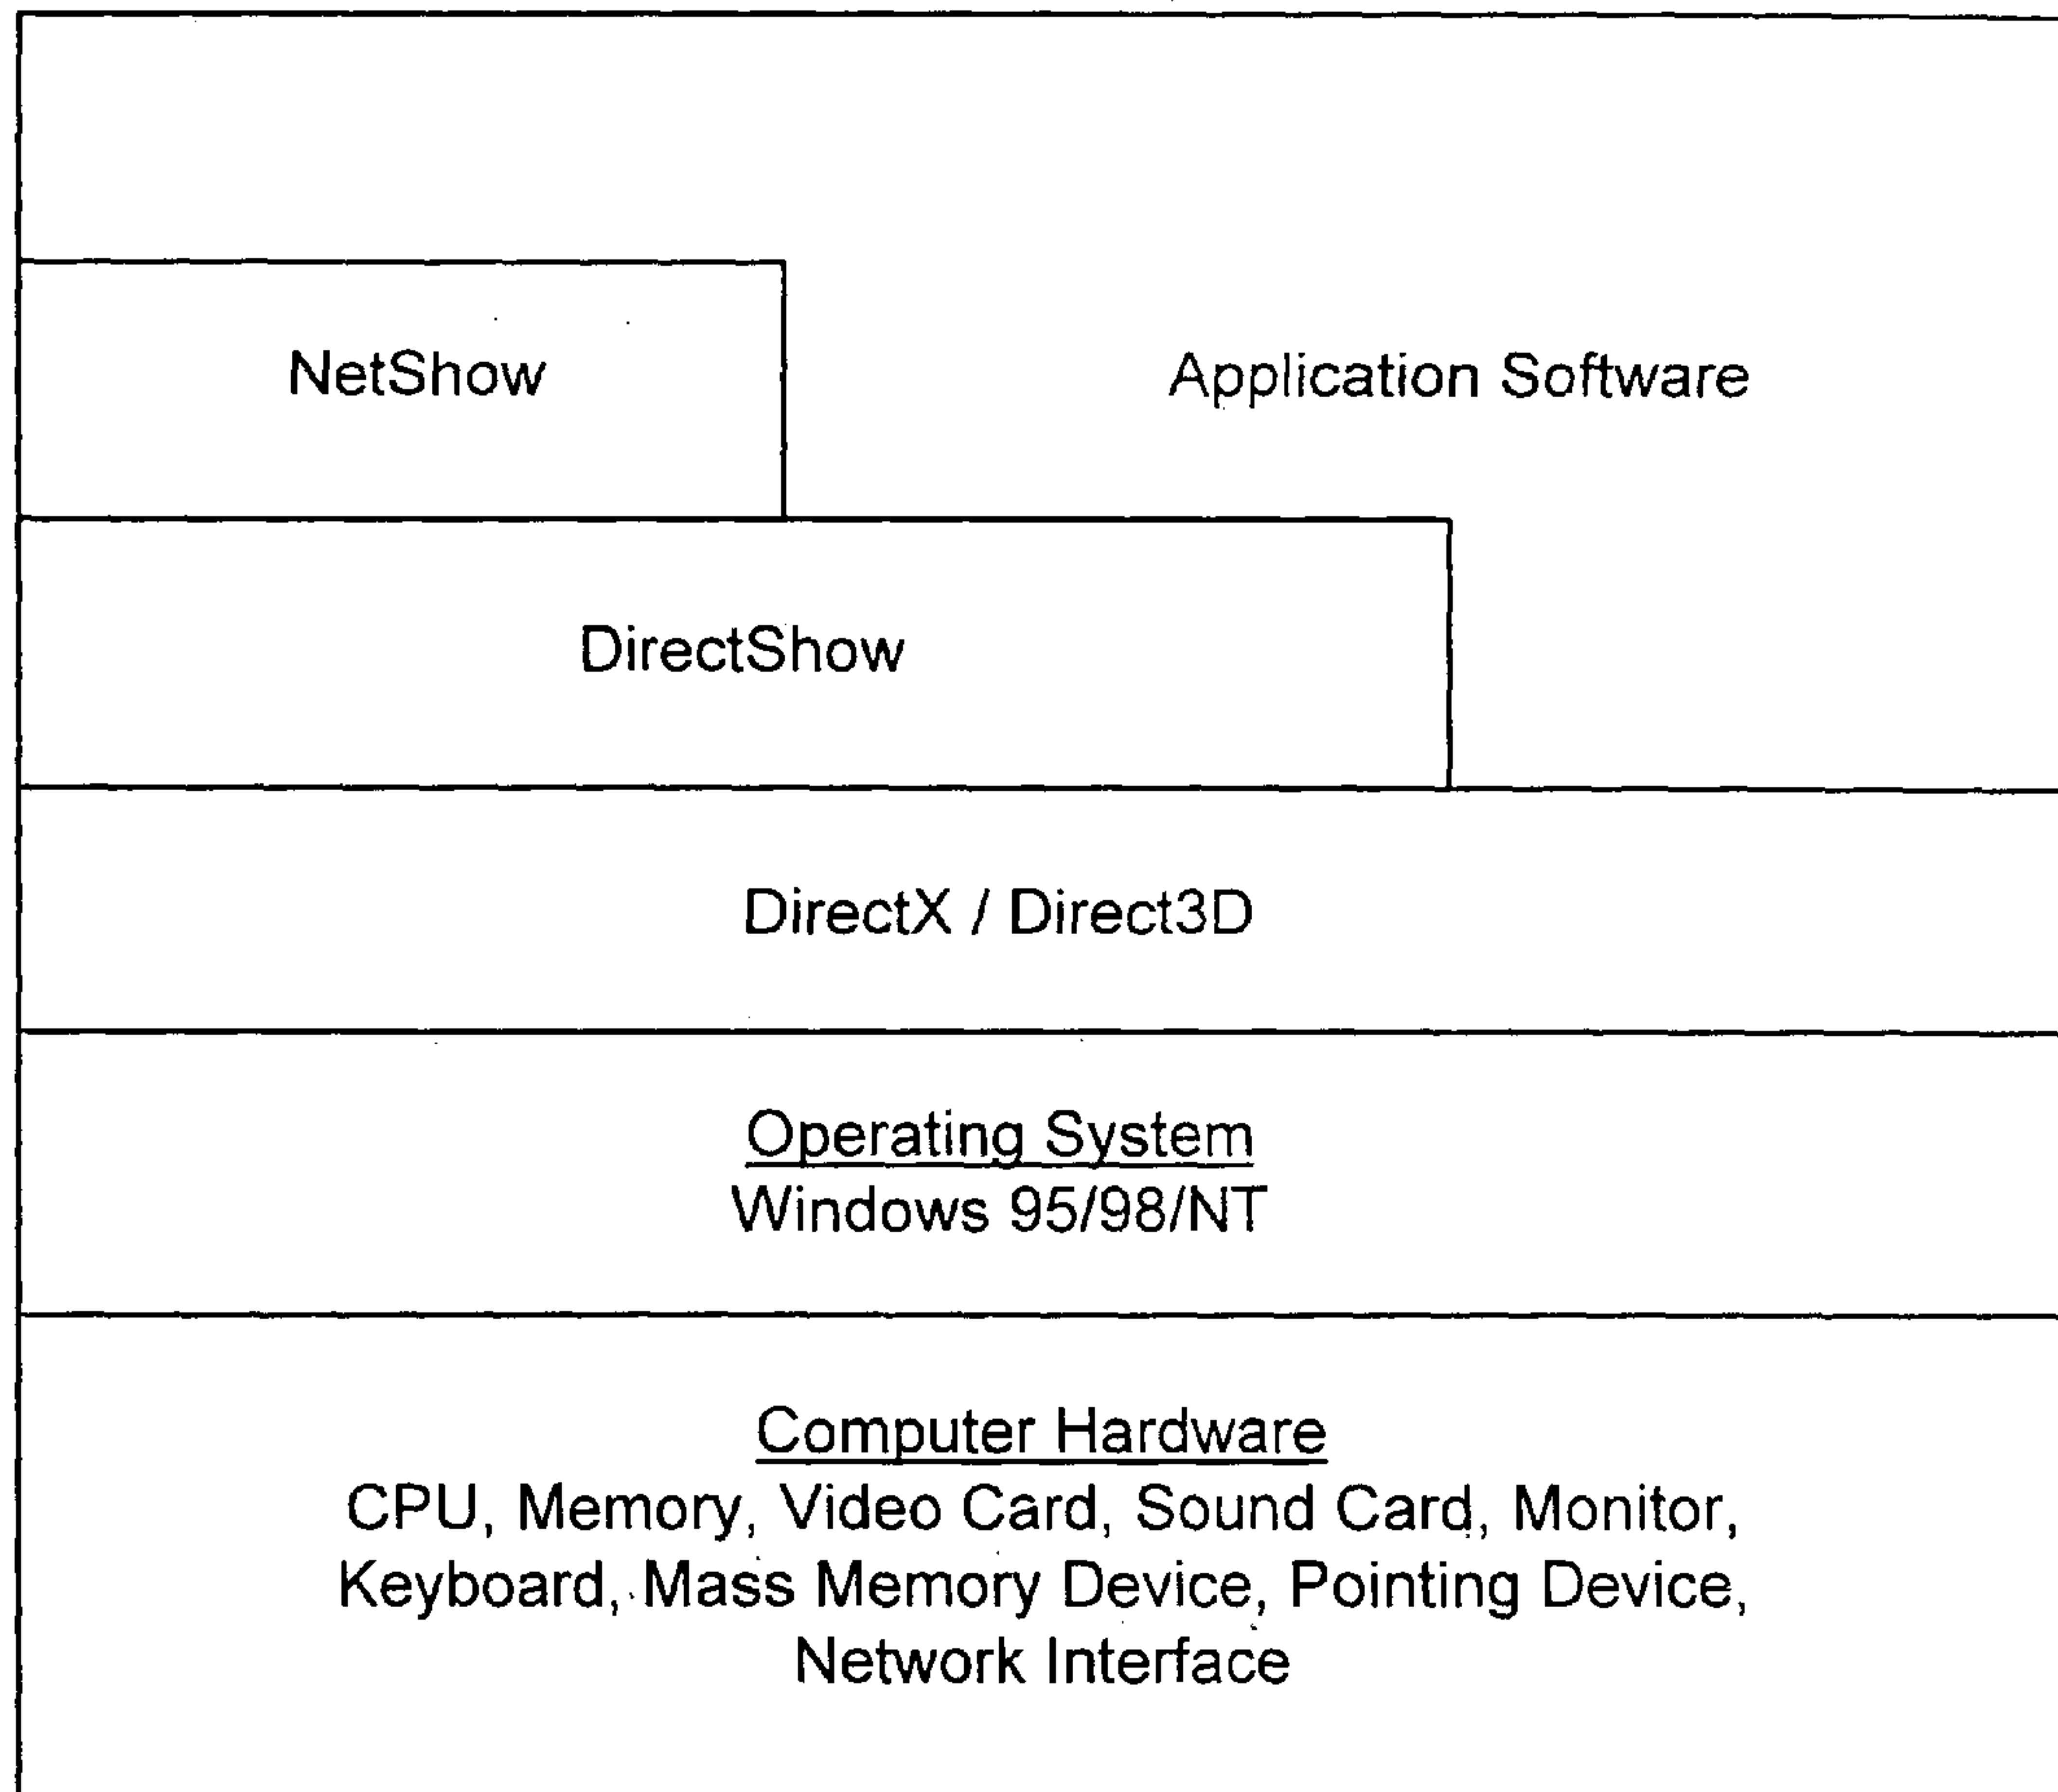 NetShow
Application Software
DirectShow
DirectX / Direct3D
Operating System
Windows 95/98/NT
Computer Hardware
CPU, Memory, Video Card, Sound Card, Monitor,
Keyboard, Mass Memory Device, Pointing Device,
Network Interface